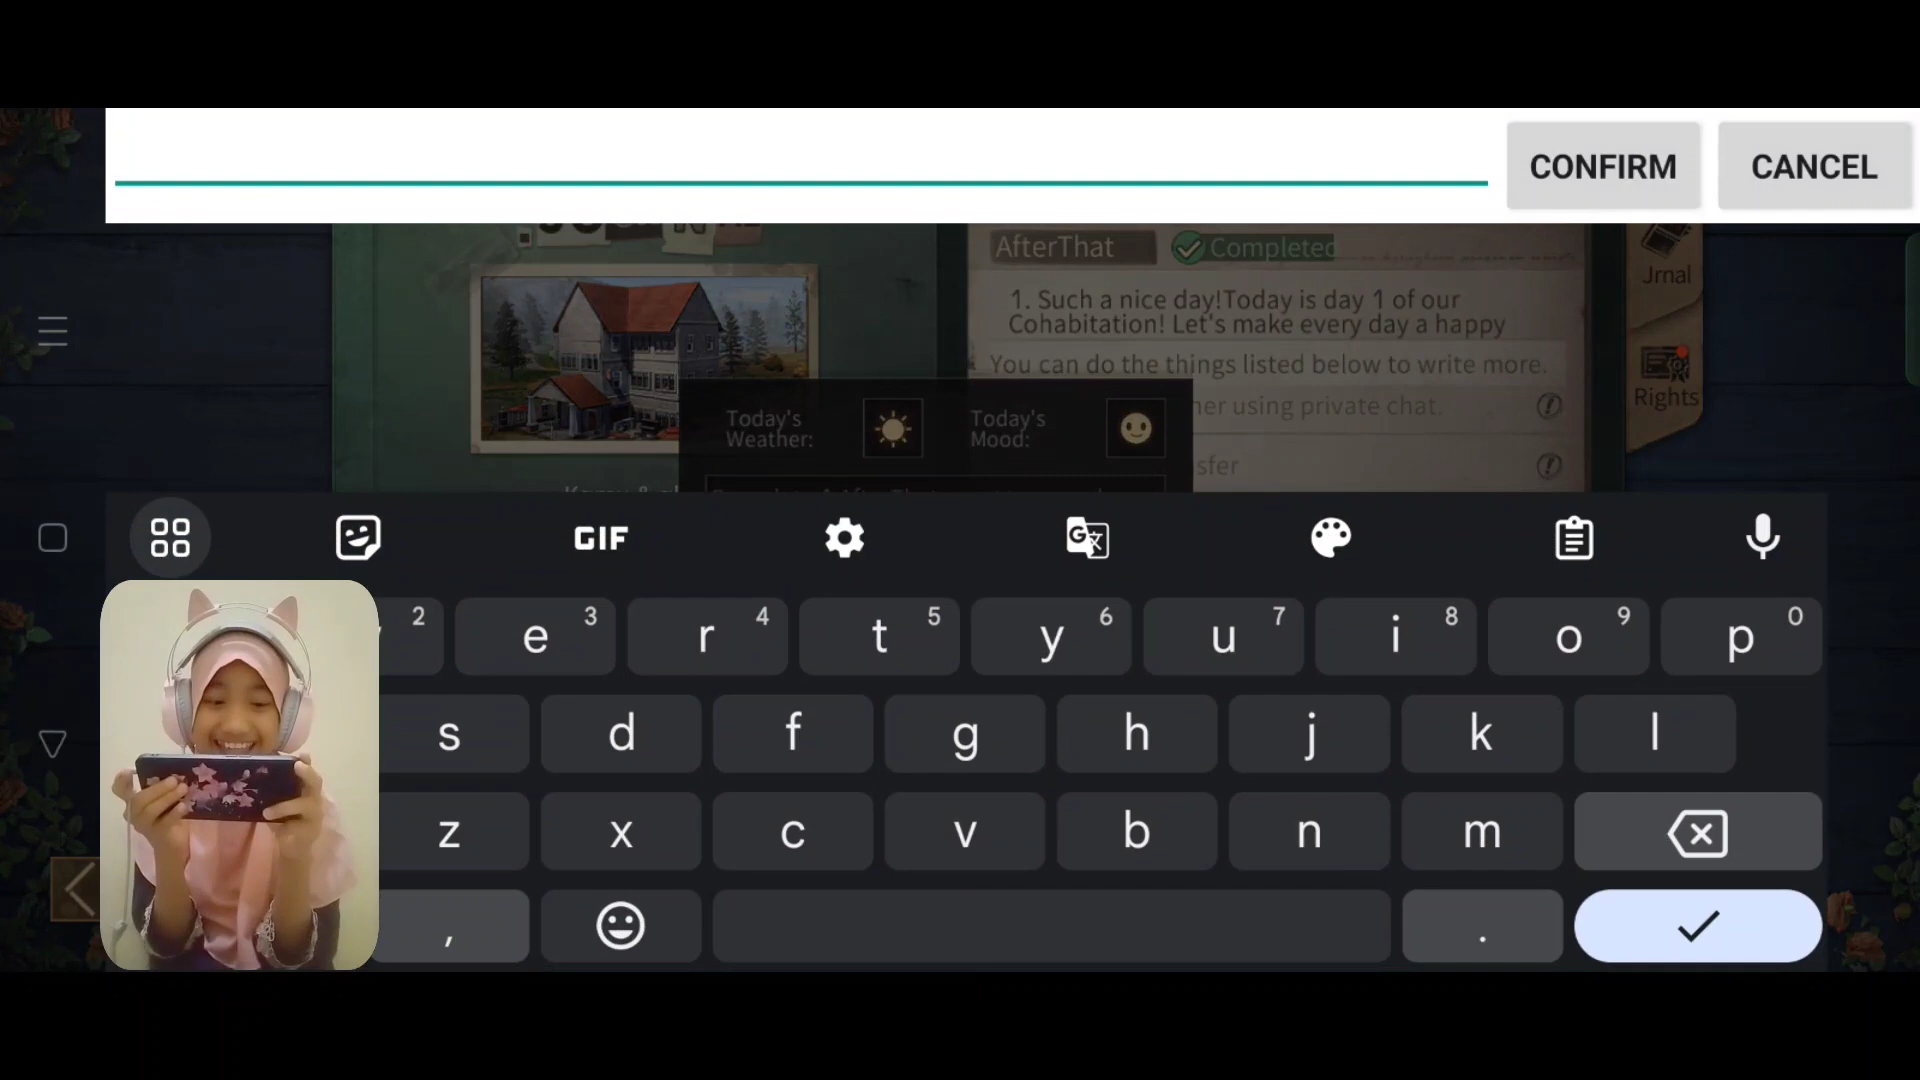 CONFIRM CANCEL
AfterThat Completed
Jrnal
1. Such a nice day!Today is day 1 of our
Cohabitation! Let's make every day a happy
You can do the things listed below to write more.
Rights
Today's
Weather:
Today's
Mood:
her using private chat.
sfer
GIF
2 e 3 r 4 t 5 y 6 u 7 i 8 o 9 p 0
s d f g h j k l
z x c v b n m
, .